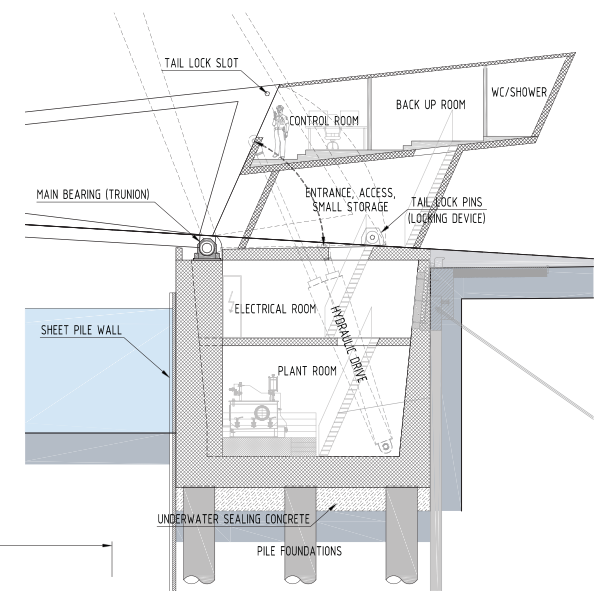 TAIL LOCK SLOT
WC/SHOWER
BACK UP ROOM
CONTROL ROOM
MAIN BEARING (TRUNION)
ENTRANCE, ACCESS,
SMALL STORAGE
TAIL LOCK PINS
(LOCKING DEVICE)
ELECTRICAL ROOM
HYDRAULIC DRIVE
SHEET PILE WALL
PLANT ROOM
UNDERWATER SEALING CONCRETE
PILE FOUNDATIONS